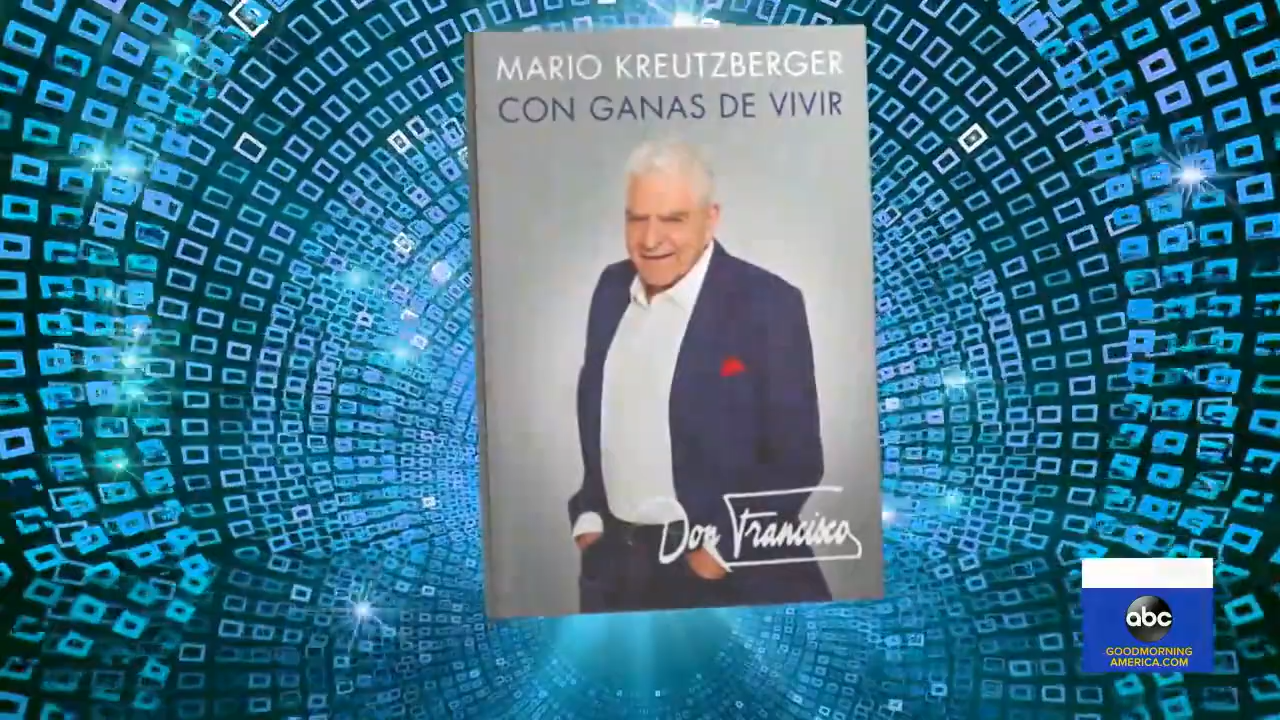 MARIO KREUTZBERGER
CON GANAS DE VIVIR
Don Francisco
abc
GOODMORNING
AMERICA.COM